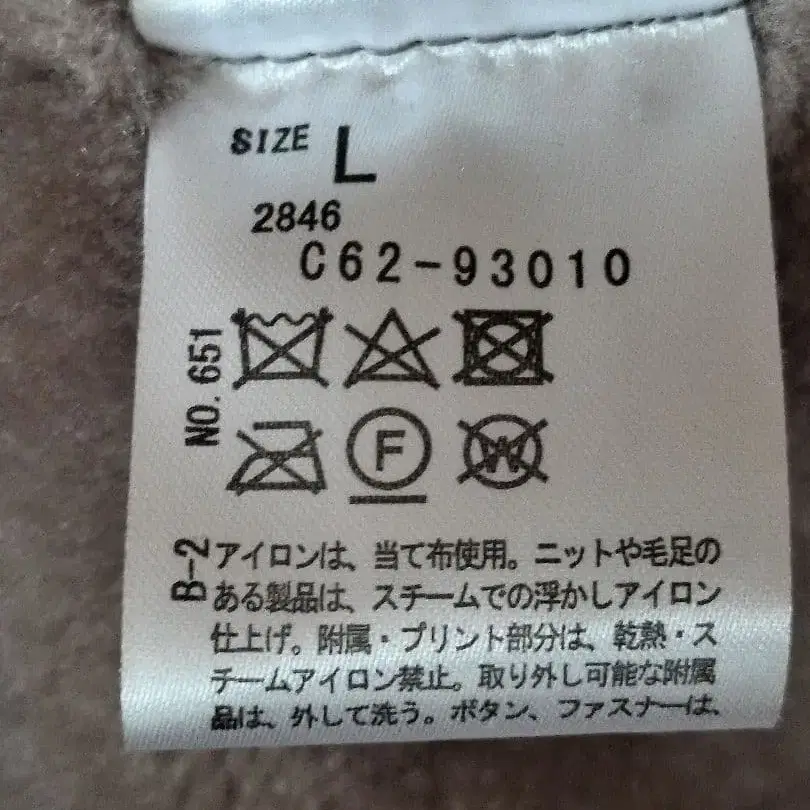 SIZE L
2846
C62-93010
NO. 651
F
W
B-2
アイロンは、当て布使用。ニットや毛足の
ある製品は、スチームでの浮かしアイロン
仕上げ。附属・プリント部分は、乾熱・ス
チームアイロン禁止。取り外し可能な附属
品は、外して洗う。ボタン、ファスナーは、